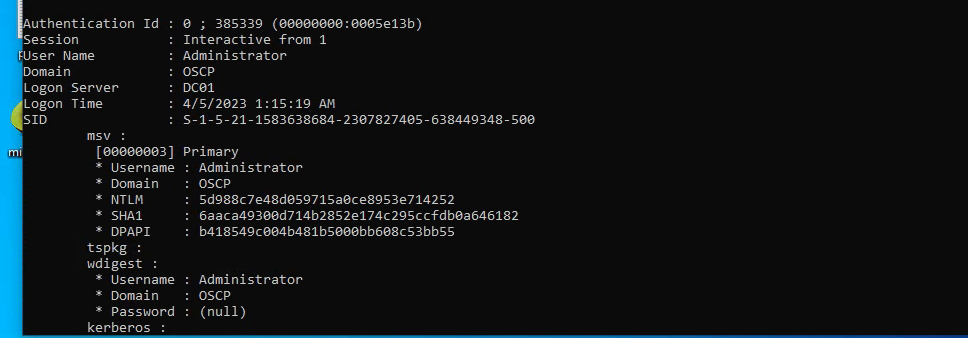 Authentication Id : 0 ; 385339 (00000000:0005e13b)
Session           : Interactive from 1
User Name         : Administrator
Domain            : OSCP
Logon Server      : DC01
Logon Time        : 4/5/2023 1:15:19 AM
SID               : S-1-5-21-1583638684-2307827405-638449348-500
        msv :
         [00000003] Primary
         * Username : Administrator
         * Domain   : OSCP
         * NTLM     : 5d988c7e48d059715a0ce8953e714252
         * SHA1     : 6aaca49300d714b2852e174c295ccfdb0a646182
         * DPAPI    : b418549c004b481b5000bb608c53bb55
        tspkg :
        wdigest :
         * Username : Administrator
         * Domain   : OSCP
         * Password : (null)
        kerberos :